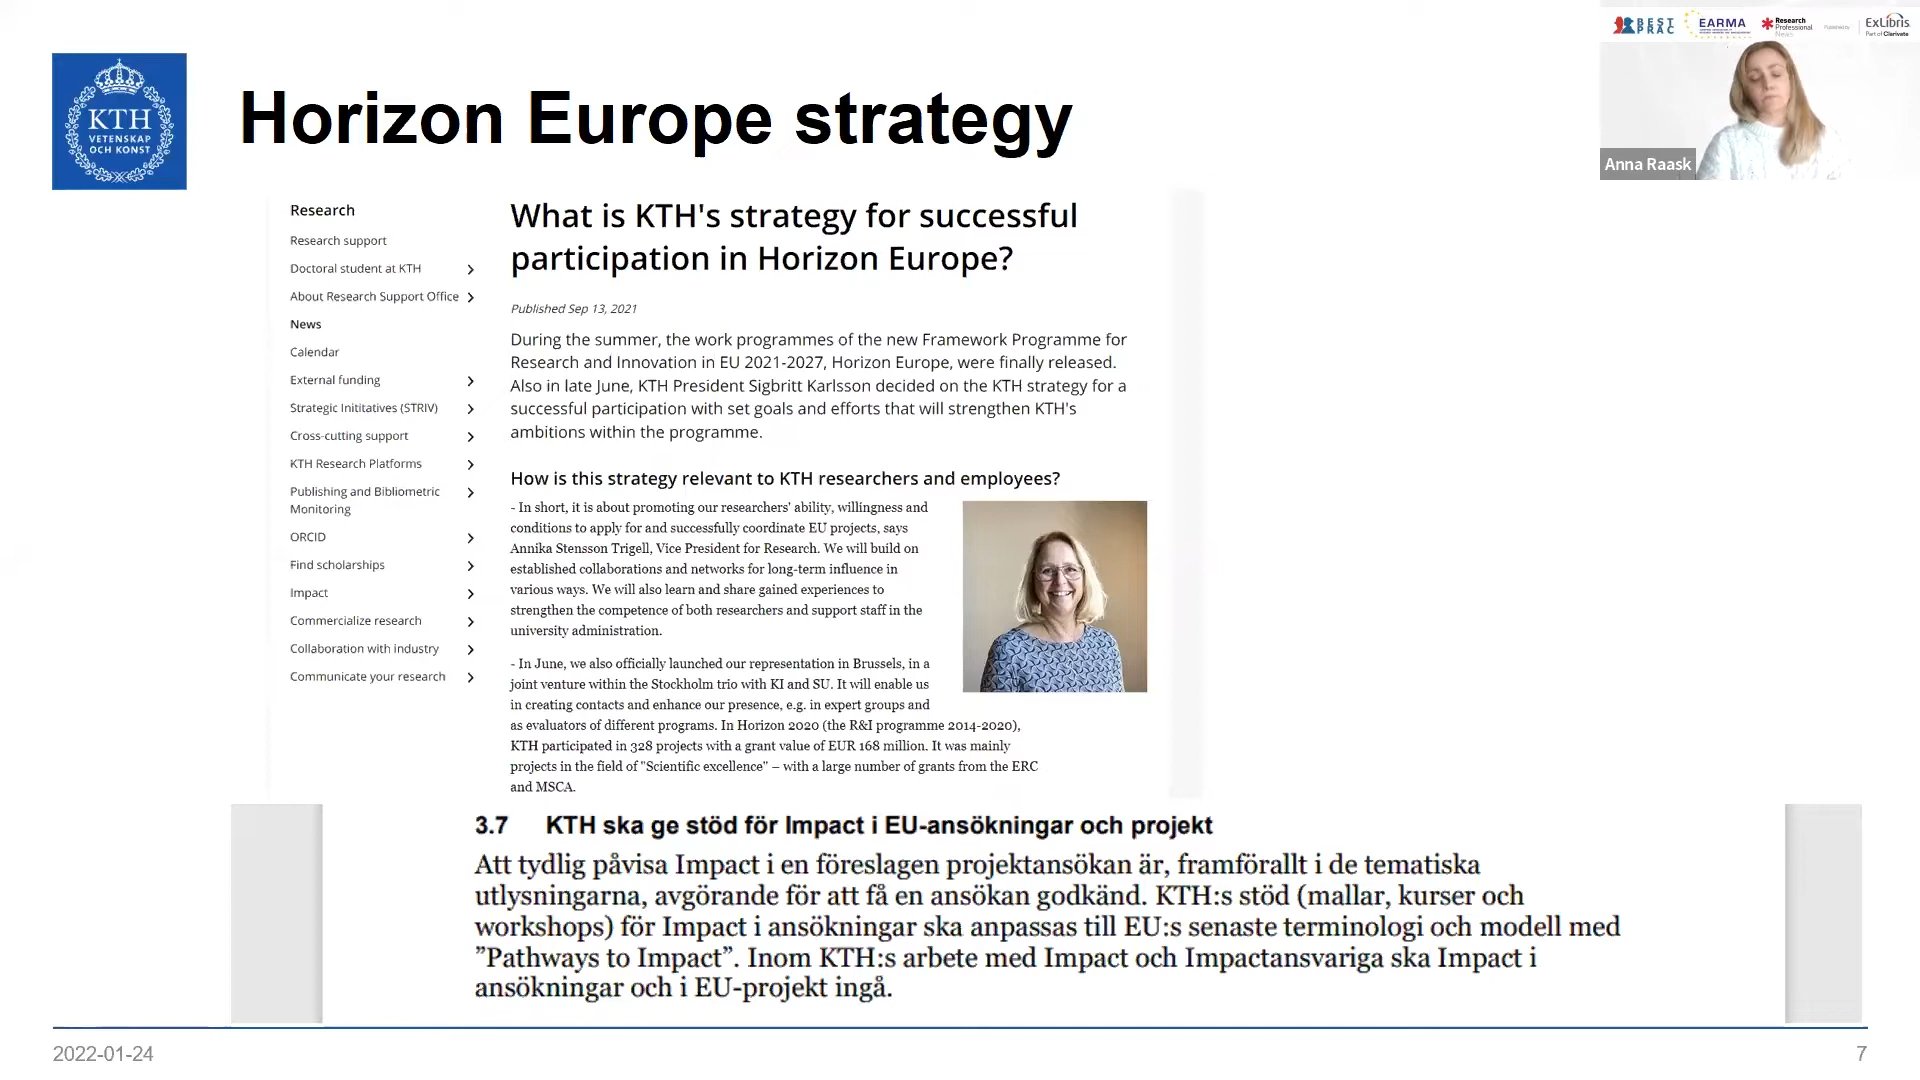 BEST
PRAC
EARMA
Research
Professional
News
ExLibris
Part of Clarivate
Anna Raask
KTH
VETENSKAP
OCH KONST
Horizon Europe strategy
Research
Research support
Doctoral student at KTH
About Research Support Office
News
Calendar
External funding
Strategic Inititatives (STRIV)
Cross-cutting support
KTH Research Platforms
Publishing and Bibliometric
Monitoring
ORCID
Find scholarships
Impact
Commercialize research
Collaboration with industry
Communicate your research
What is KTH's strategy for successful
participation in Horizon Europe?
Published Sep 13, 2021
During the summer, the work programmes of the new Framework Programme for
Research and Innovation in EU 2021-2027, Horizon Europe, were finally released.
Also in late June, KTH President Sigbritt Karlsson decided on the KTH strategy for a
successful participation with set goals and efforts that will strengthen KTH's
ambitions within the programme.
How is this strategy relevant to KTH researchers and employees?
- In short, it is about promoting our researchers' ability, willingness and
conditions to apply for and successfully coordinate EU projects, says
Annika Stensson Trigell, Vice President for Research. We will build on
established collaborations and networks for long-term influence in
various ways. We will also learn and share gained experiences to
strengthen the competence of both researchers and support staff in the
university administration.
- In June, we also officially launched our representation in Brussels, in a
joint venture within the Stockholm trio with KI and SU. It will enable us
in creating contacts and enhance our presence, e.g. in expert groups and
as evaluators of different programs. In Horizon 2020 (the R&I programme 2014-2020),
KTH participated in 328 projects with a grant value of EUR 168 million. It was mainly
projects in the field of "Scientific excellence" – with a large number of grants from the ERC
and MSCA.
3.7 KTH ska ge stöd för Impact i EU-ansökningar och projekt
Att tydlig påvisa Impact i en föreslagen projektansökan är, framförallt i de tematiska
utlysningarna, avgörande för att få en ansökan godkänd. KTH:s stöd (mallar, kurser och
workshops) för Impact i ansökningar ska anpassas till EU:s senaste terminologi och modell med
”Pathways to Impact”. Inom KTH:s arbete med Impact och Impactansvariga ska Impact i
ansökningar och i EU-projekt ingå.
2022-01-24
7